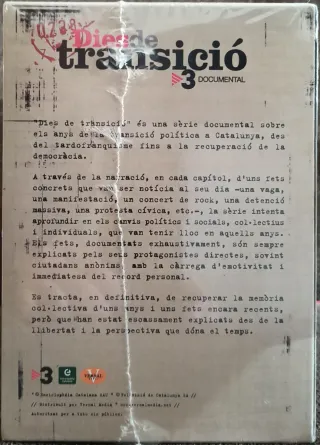 Dies de
transició
3 DOCUMENTAL
"Dies de transició" és una sèrie documental sobre
els anys de la transició política a Catalunya, des
del tardofranquisme fins a la recuperació de la
democràcia.
A través de la narració, en cada capítol, d'uns fets
concrets que van ser notícia al seu dia -una vaga,
una manifestació, un concert de rock, una detenció
massiva, una protesta cívica, etc.-, la sèrie intenta
aprofundir en els canvis polítics i socials, col·lectius
i individuals, que van tenir lloc en aquells anys.
Els fets, documentats exhaustivament, són sempre
explicats pels seus protagonistes directes, sovint
ciutadans anònims, amb la càrrega d'emotivitat i
immediatesa del record personal.
Es tracta, en definitiva, de recuperar la memòria
col·lectiva d'uns anys i uns fets encara recents,
però que han estat escassament explicats des de la
llibertat i la perspectiva que dóna el temps.
3